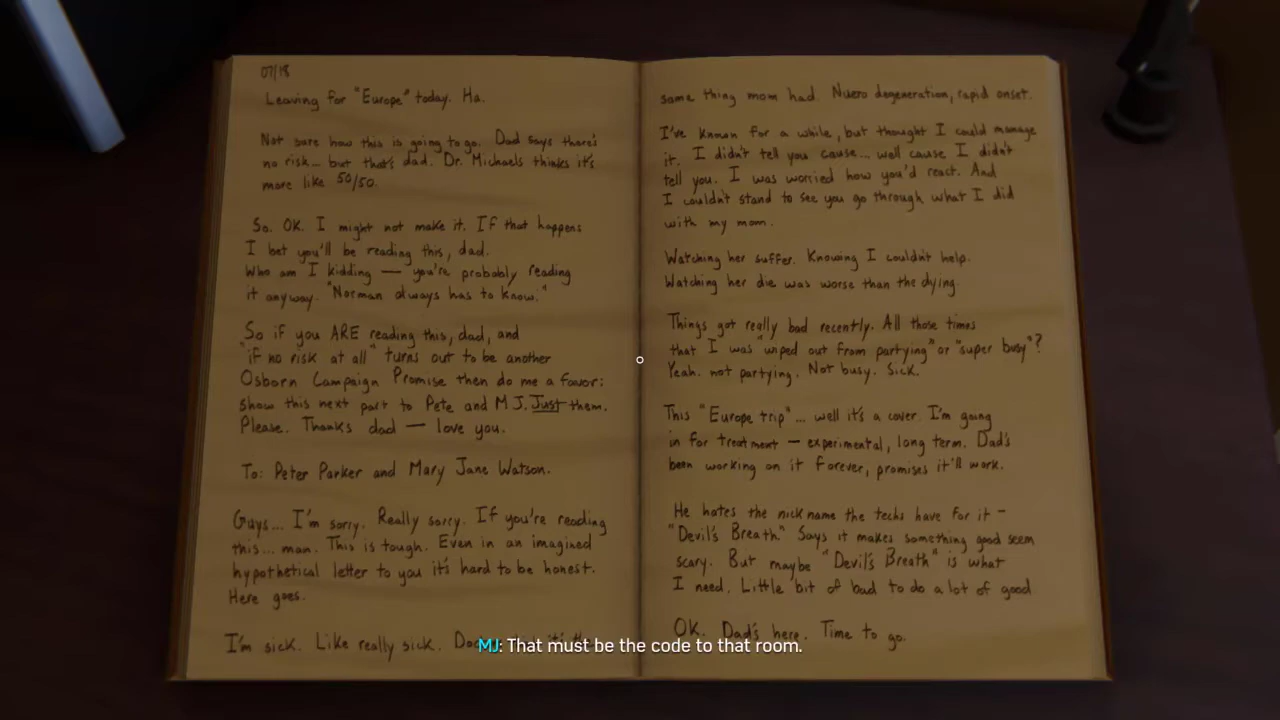 07/18
Leaving for "Europe" today. Ha.
Not sure how this is going to go. Dad says there's
no risk... but that's dad. Dr. Michaels thinks it's
more like 50/50.
So. OK. I might not make it. If that happens
I bet you'll be reading this, dad.
Who am I kidding — you're probably reading
it anyway. "Norman always has to know."
So if you ARE reading this, dad, and
"if no risk at all" turns out to be another
Osborn Campaign Promise then do me a favor:
show this next part to Pete and MJ. Just them.
Please. Thanks dad — love you.
To: Peter Parker and Mary Jane Watson.
Guys... I'm sorry. Really sorry. If you're reading
this... man. This is tough. Even in an imagined
hypothetical letter to you it's hard to be honest.
Here goes.
I'm sick. Like really sick. the
same thing mom had. Nuero degeneration, rapid onset.
I've known for a while, but thought I could manage
it. I didn't tell you cause... well cause I didn't
tell you. I was worried how you'd react. And
I couldn't stand to see you go through what I did
with my mom.
Watching her suffer. Knowing I couldn't help.
Watching her die was worse than the dying.
Things got really bad recently. All those times
that I was "wiped out from partying" or "super busy"?
Yeah. not partying. Not busy. Sick.
This "Europe trip"... well it's a cover. I'm going
in for treatment — experimental, long term. Dad's
been working on it forever, promises it'll work.
He hates the nickname the techs have for it –
"Devil's Breath." Says it makes something good seem
scary. But maybe "Devil's Breath" is what
I need. Little bit of bad to do a lot of good
OK. Dad's here. Time to go.
MJ: That must be the code to that room.